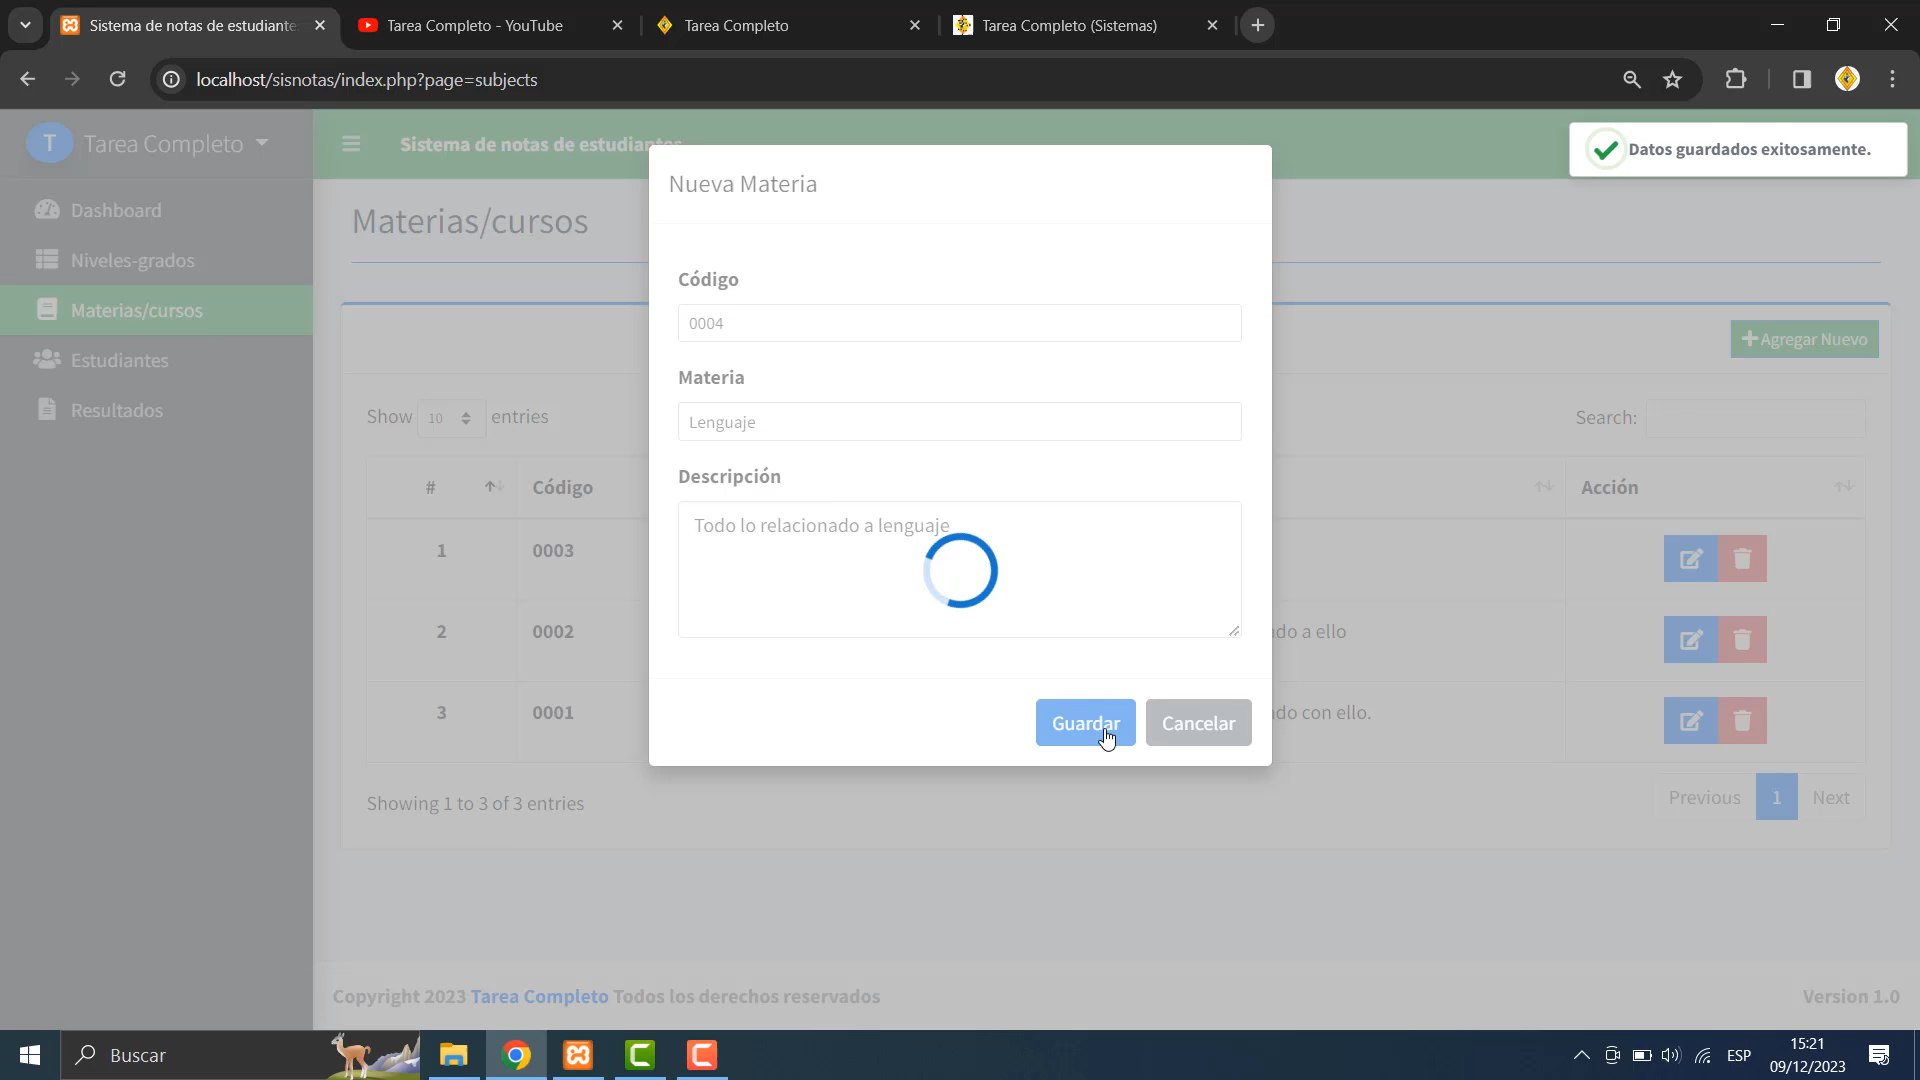 Sistema de notas de estudiante
Tarea Completo - YouTube
Tarea Completo
Tarea Completo (Sistemas)
localhost/sisnotas/index.php?page=subjects
T
Tarea Completo
Sistema de notas de estudiantes
Datos guardados exitosamente.
Dashboard
Niveles-grados
Materias/cursos
Estudiantes
Resultados
Materias/cursos
Agregar Nuevo
Show 10 entries
Search:
# Código Acción
1 0003
2 0002 do a ello
3 0001 do con ello.
Showing 1 to 3 of 3 entries
Previous 1 Next
Nueva Materia
Código
0004
Materia
Lenguaje
Descripción
Todo lo relacionado a lenguaje
Guardar
Cancelar
Copyright 2023 Tarea Completo Todos los derechos reservados
Version 1.0
Buscar
ESP
15:21
09/12/2023